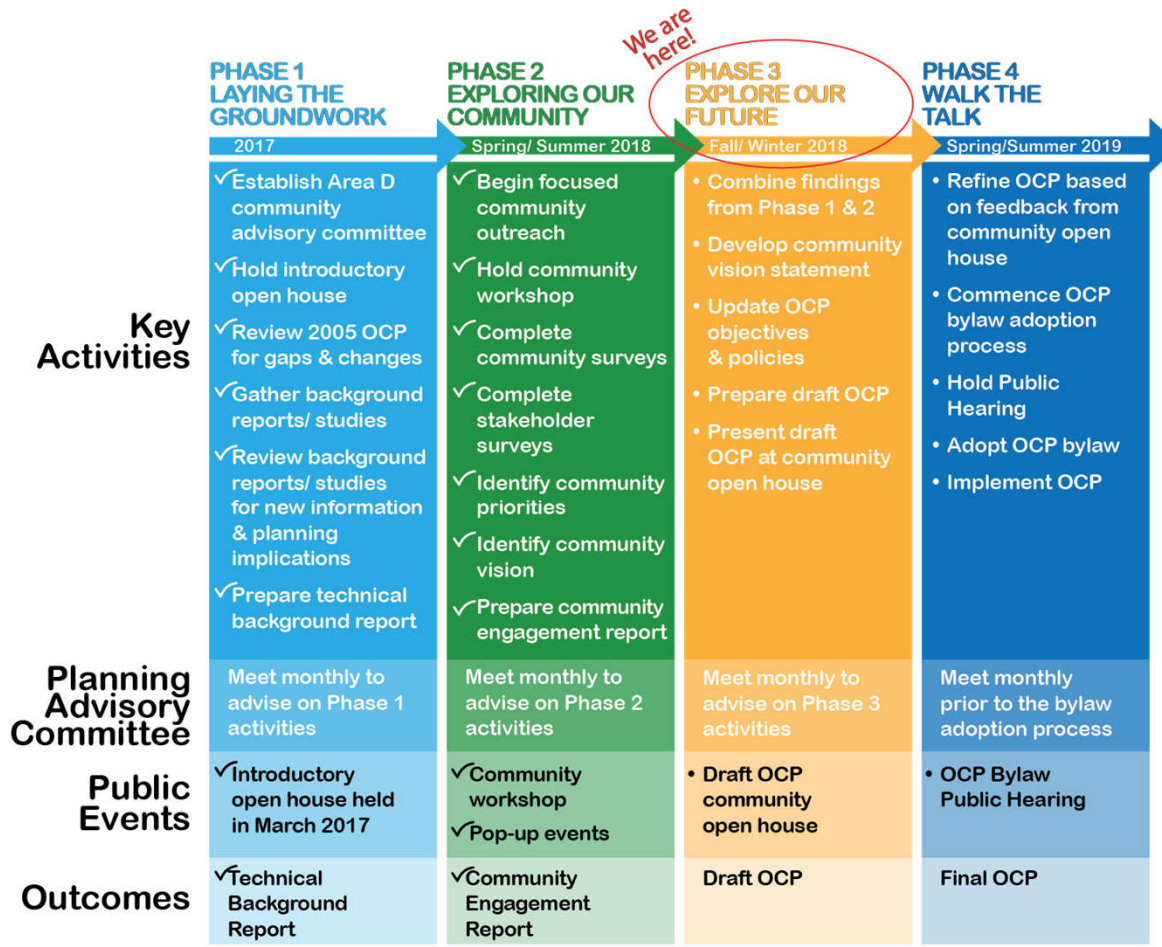 We are
here!
PHASE 1
LAYING THE
GROUNDWORK
2017
PHASE 2
EXPLORING OUR
COMMUNITY
Spring/ Summer 2018
PHASE 3
EXPLORE OUR
FUTURE
Fall/ Winter 2018
PHASE 4
WALK THE
TALK
Spring/Summer 2019
Key
Activities
Establish Area D
community
advisory committee
Hold introductory
open house
Review 2005 OCP
for gaps & changes
Gather background
reports/ studies
Review background
reports/ studies
for new information
& planning
implications
Prepare technical
background report
Begin focused
community
outreach
Hold community
workshop
Complete
community surveys
Complete
stakeholder
surveys
Identify community
priorities
Identify community
vision
Prepare community
engagement report
• Combine findings
from Phase 1 & 2
• Develop community
vision statement
• Update OCP
objectives
& policies
• Prepare draft OCP
• Present draft
OCP at community
open house
• Refine OCP based
on feedback from
community open
house
• Commence OCP
bylaw adoption
process
• Hold Public
Hearing
• Adopt OCP bylaw
• Implement OCP
Planning
Advisory
Committee
Meet monthly to
advise on Phase 1
activities
Meet monthly to
advise on Phase 2
activities
Meet monthly to
advise on Phase 3
activities
Meet monthly
prior to the bylaw
adoption process
Public
Events
Introductory
open house held
in March 2017
Community
workshop
Pop-up events
• Draft OCP
community
open house
• OCP Bylaw
Public Hearing
Outcomes
Technical
Background
Report
Community
Engagement
Report
Draft OCP
Final OCP